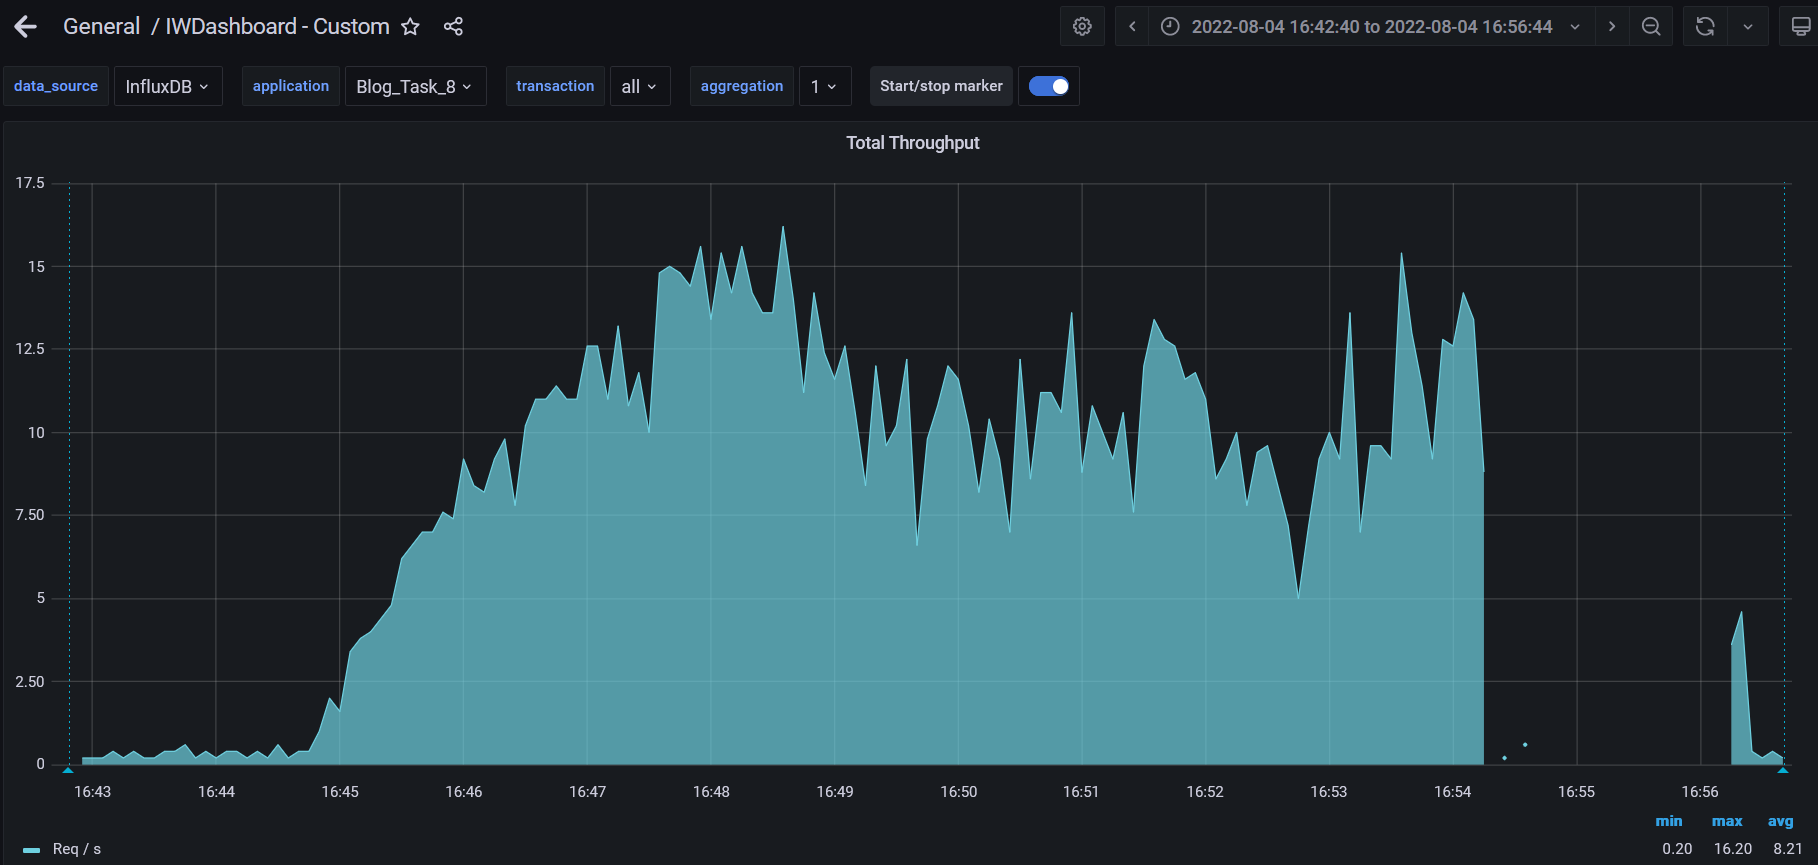 General / IWDashboard - Custom 2022-08-04 16:42:40 to 2022-08-04 16:56:44
data_source InfluxDB application Blog_Task_8 transaction all aggregation 1 Start/stop marker
Total Throughput
17.5
15
12.5
10
7.50
5
2.50
0
16:43 16:44 16:45 16:46 16:47 16:48 16:49 16:50 16:51 16:52 16:53 16:54 16:55 16:56
min max avg
Req / s 0.20 16.20 8.21